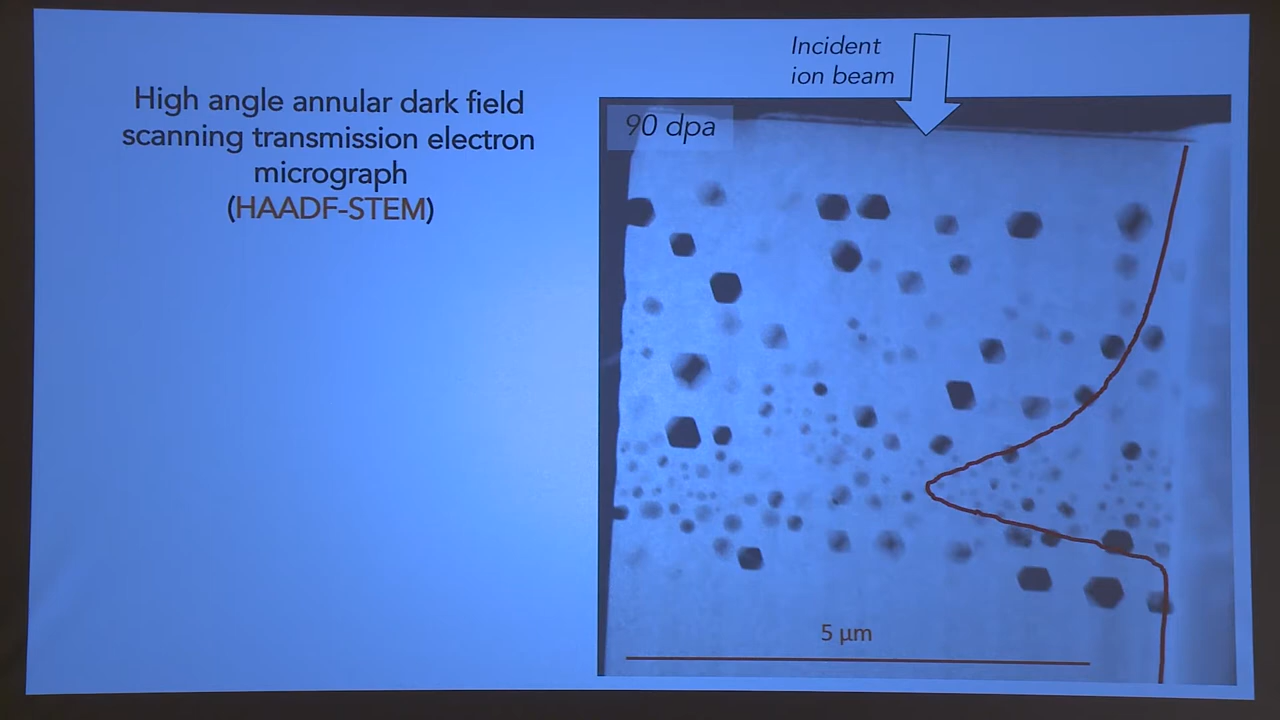 High angle annular dark field
scanning transmission electron
micrograph
(HAADF-STEM)
Incident
ion beam
90 dpa
5 µm